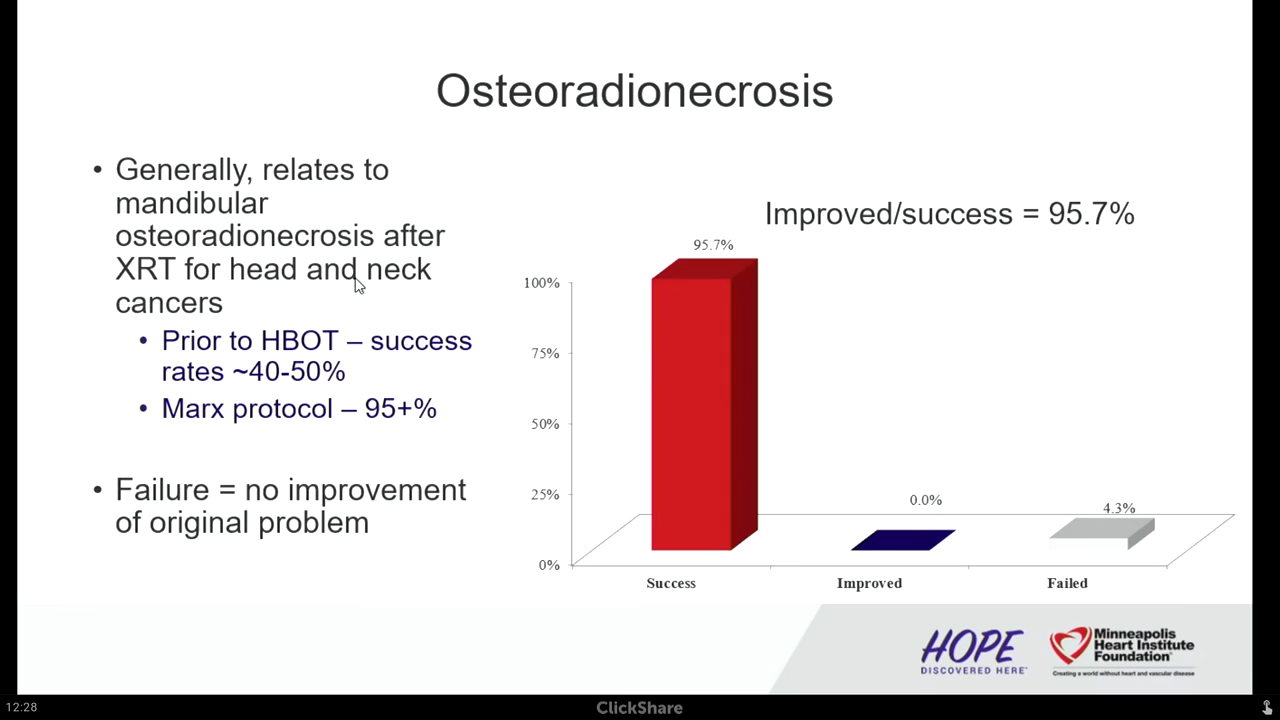 Osteoradionecrosis
• Generally, relates to
mandibular
osteoradionecrosis after
XRT for head and neck
cancers
• Prior to HBOT – success
rates ~40-50%
• Marx protocol – 95+%
• Failure = no improvement
of original problem
Improved/success = 95.7%
95.7%
100%
75%
50%
25%
0%
0.0%
4.3%
Success
Improved
Failed
HOPE
DISCOVERED HERE™
Minneapolis
Heart Institute
Foundation
Creating a world without heart and vascular disease
12:28
ClickShare